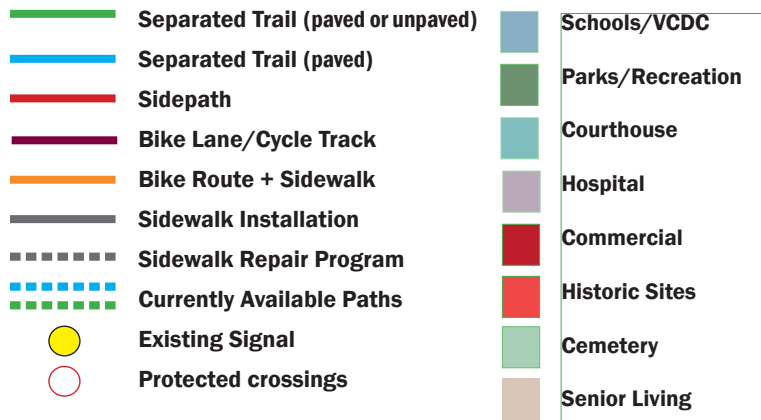 Separated Trail (paved or unpaved)
Separated Trail (paved)
Sidepath
Bike Lane/Cycle Track
Bike Route + Sidewalk
Sidewalk Installation
Sidewalk Repair Program
Currently Available Paths
Existing Signal
Protected crossings
Schools/VCDC
Parks/Recreation
Courthouse
Hospital
Commercial
Historic Sites
Cemetery
Senior Living